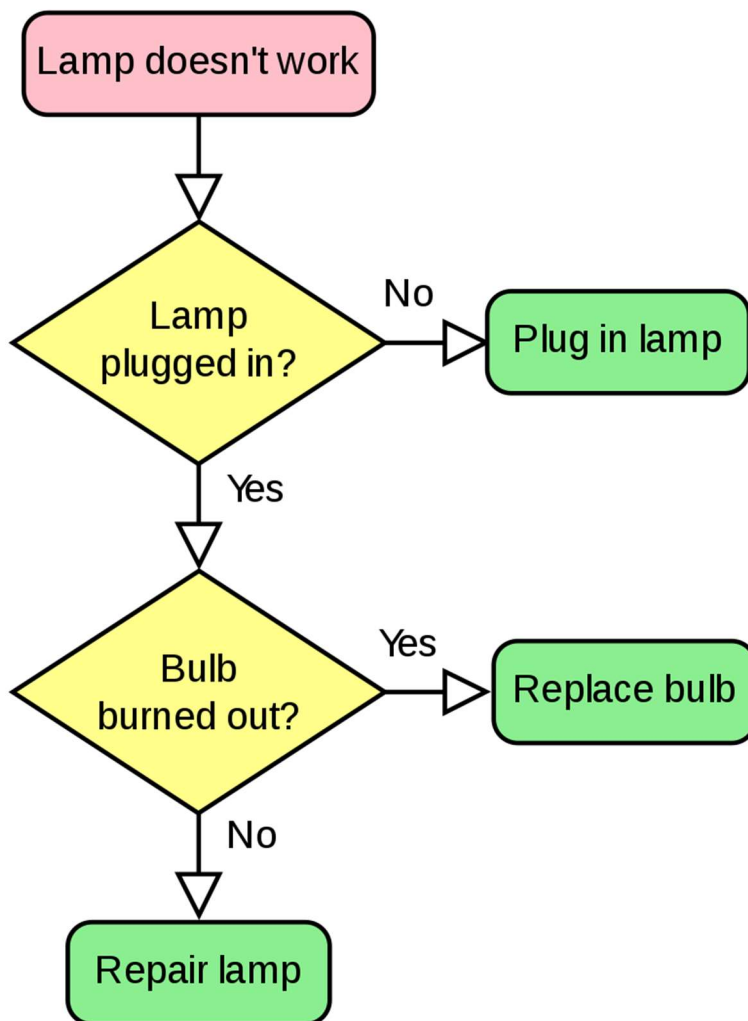 Lamp doesn't work
Lamp
plugged in?
No
Plug in lamp
Yes
Bulb
burned out?
Yes
Replace bulb
No
Repair lamp